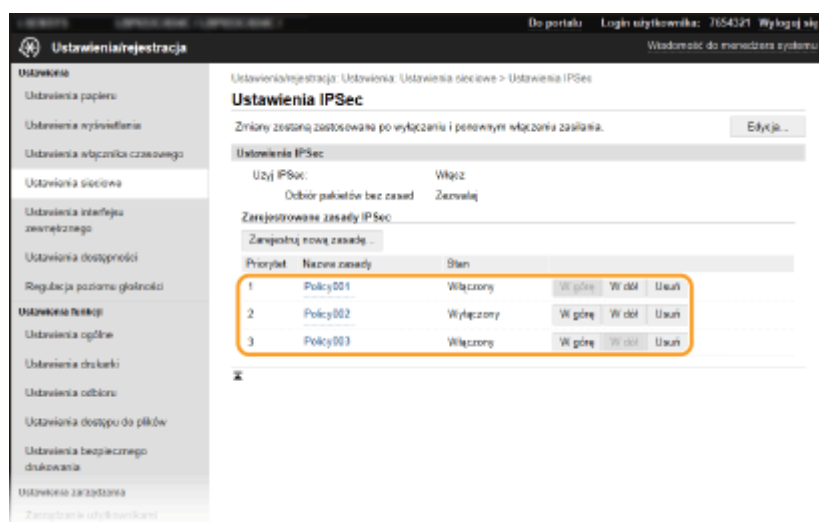 Do portalu Login użytkownika: 7654321 Wyloguj się
Ustawienia/rejestracja
Wiadomość do menedżera systemu
Ustawienia
Ustawienia papieru
Ustawienia wyświetlania
Ustawienia włącznika czasowego
Ustawienia sieciowe
Ustawienia interfejsu
zewnętrznego
Ustawienia dostępności
Regulacja poziomu głośności
Ustawienia funkcji
Ustawienia ogólne
Ustawienia drukarki
Ustawienia odbioru
Ustawienia dostępu do plików
Ustawienia bezpiecznego
drukowania
Ustawienia zarządzania
Zarządzanie użytkownikami
Ustawienia/rejestracja: Ustawienia: Ustawienia sieciowe > Ustawienia IPSec
Ustawienia IPSec
Zmiany zostaną zastosowane po wyłączeniu i ponownym włączeniu zasilania.
Edycja...
Ustawienia IPSec
Użyj IPSec: Włącz
Odbiór pakietów bez zasad Zezwalaj
Zarejestrowane zasady IPSec
Zarejestruj nową zasadę...
Priorytet Nazwa zasady Stan
1 Policy001 Włączony W górę W dół Usuń
2 Policy002 Wyłączony W górę W dół Usuń
3 Policy003 Włączony W górę W dół Usuń